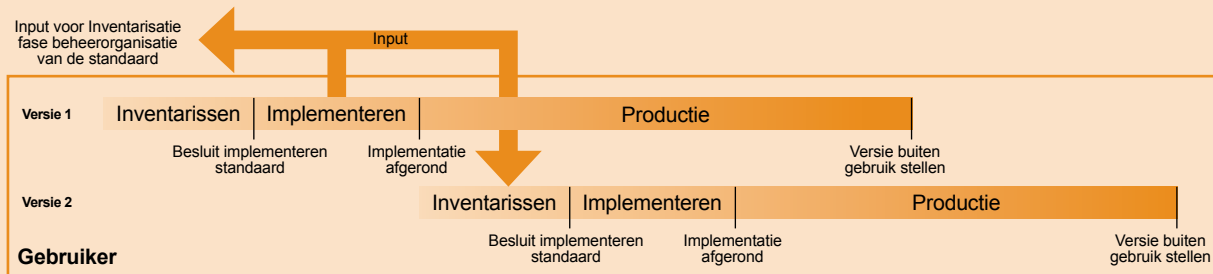 Input voor Inventarisatie
fase beheerorganisatie
van de standaard
Input
Versie 1
Inventarissen
Implementeren
Productie
Besluit implementeren
standaard
Implementatie
afgerond
Versie buiten
gebruik stellen
Versie 2
Inventarissen
Implementeren
Productie
Besluit implementeren
standaard
Implementatie
afgerond
Versie buiten
gebruik stellen
Gebruiker